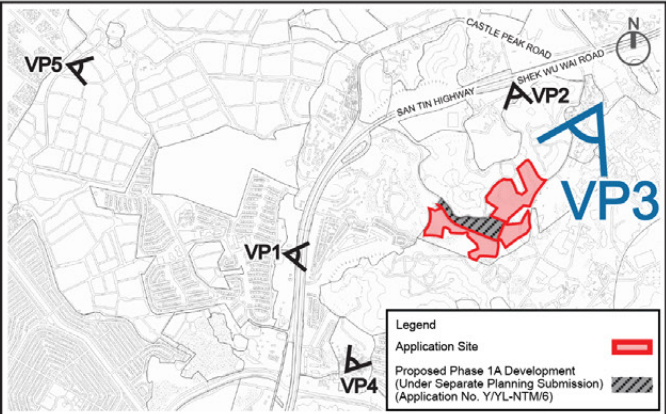 N
CASTLE PEAK ROAD
SHEK WU WAI ROAD
SAN TIN HIGHWAY
VP5
VP2
VP3
VP1
VP4
Legend
Application Site
Proposed Phase 1A Development
(Under Separate Planning Submission)
(Application No. Y/YL-NTM/6)